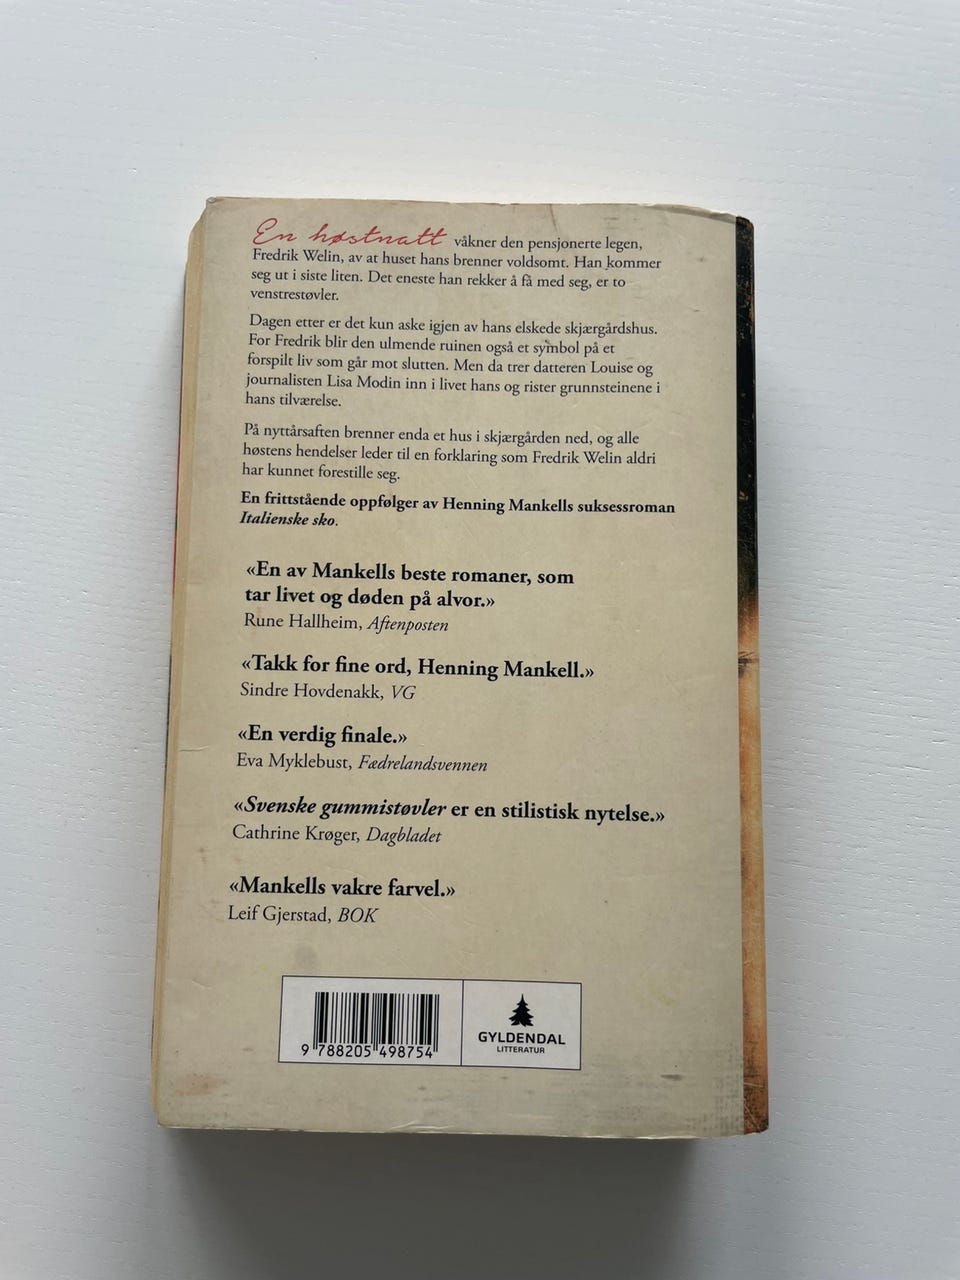 En høstnatt våkner den pensjonerte legen,
Fredrik Welin, av at huset hans brenner voldsomt. Han kommer
seg ut i siste liten. Det eneste han rekker å få med seg, er to
venstrestøvler.
Dagen etter er det kun aske igjen av hans elskede skjærgårdshus.
For Fredrik blir den ulmende ruinen også et symbol på et
forspilt liv som går mot slutten. Men da trer datteren Louise og
journalisten Lisa Modin inn i livet hans og rister grunnsteinene i
hans tilværelse.
På nyttårsaften brenner enda et hus i skjærgården ned, og alle
høstens hendelser leder til en forklaring som Fredrik Welin aldri
har kunnet forestille seg.
En frittstående oppfølger av Henning Mankells suksessroman
Italienske sko.
«En av Mankells beste romaner, som
tar livet og døden på alvor.»
Rune Hallheim, Aftenposten
«Takk for fine ord, Henning Mankell.»
Sindre Hovdenakk, VG
«En verdig finale.»
Eva Myklebust, Fædrelandsvennen
«Svenske gummistøvler er en stilistisk nytelse.»
Cathrine Krøger, Dagbladet
«Mankells vakre farvel.»
Leif Gjerstad, BOK
9 788205 498754
GYLDENDAL
LITTERATUR